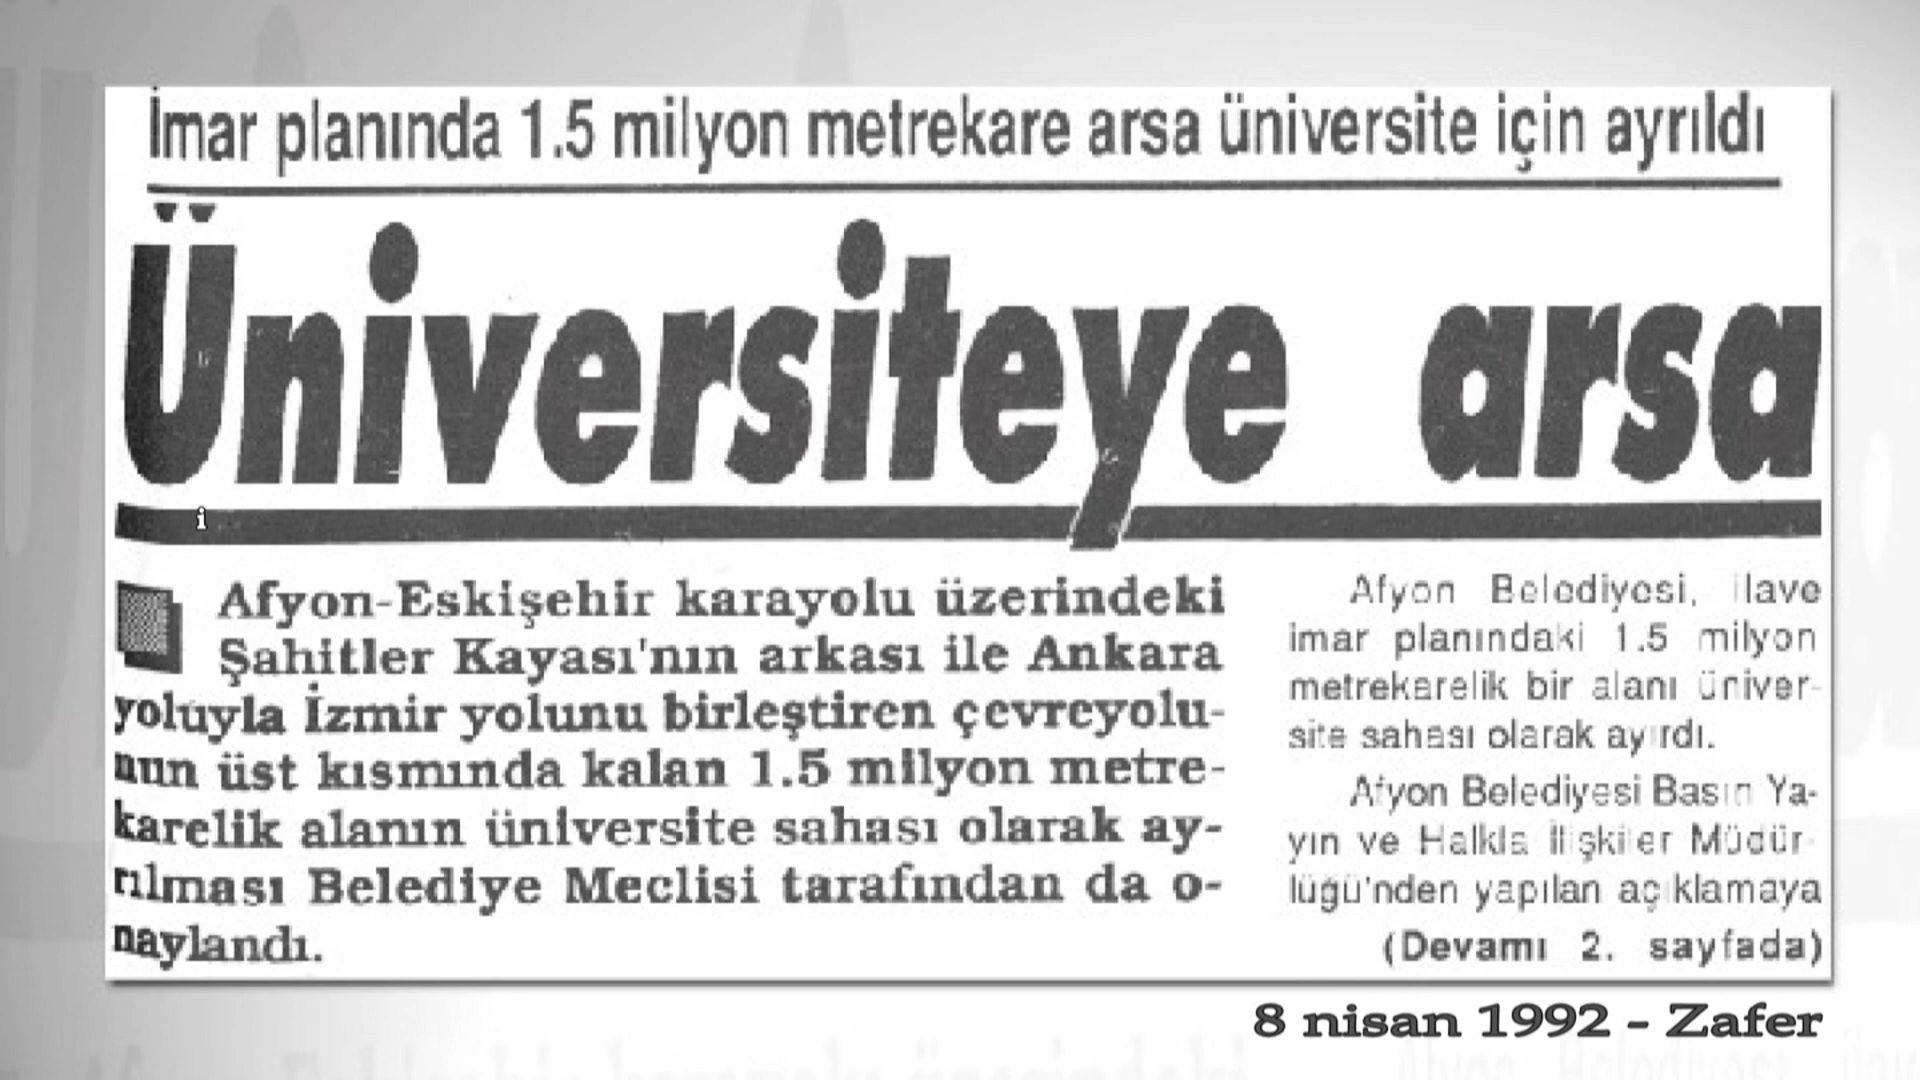 İmar planında 1.5 milyon metrekare arsa üniversite için ayrıldı
Üniversiteye arsa
Afyon-Eskişehir karayolu üzerindeki
Şahitler Kayası'nın arkası ile Ankara
yoluyla İzmir yolunu birleştiren çevreyolu-
nun üst kısmında kalan 1.5 milyon metre-
karelik alanın üniversite sahası olarak ay-
rılması Belediye Meclisi tarafından da o-
naylandı.
Afyon Belediyesi, ilave
imar planındaki 1.5 milyon
metrekarelik bir alanı üniver-
site sahası olarak ayırdı.
Afyon Belediyesi Basın Ya-
yın ve Halkla İlişkiler Müdür-
lüğü'nden yapılan açıklamaya
(Devamı 2. sayfada)
8 nisan 1992 - Zafer